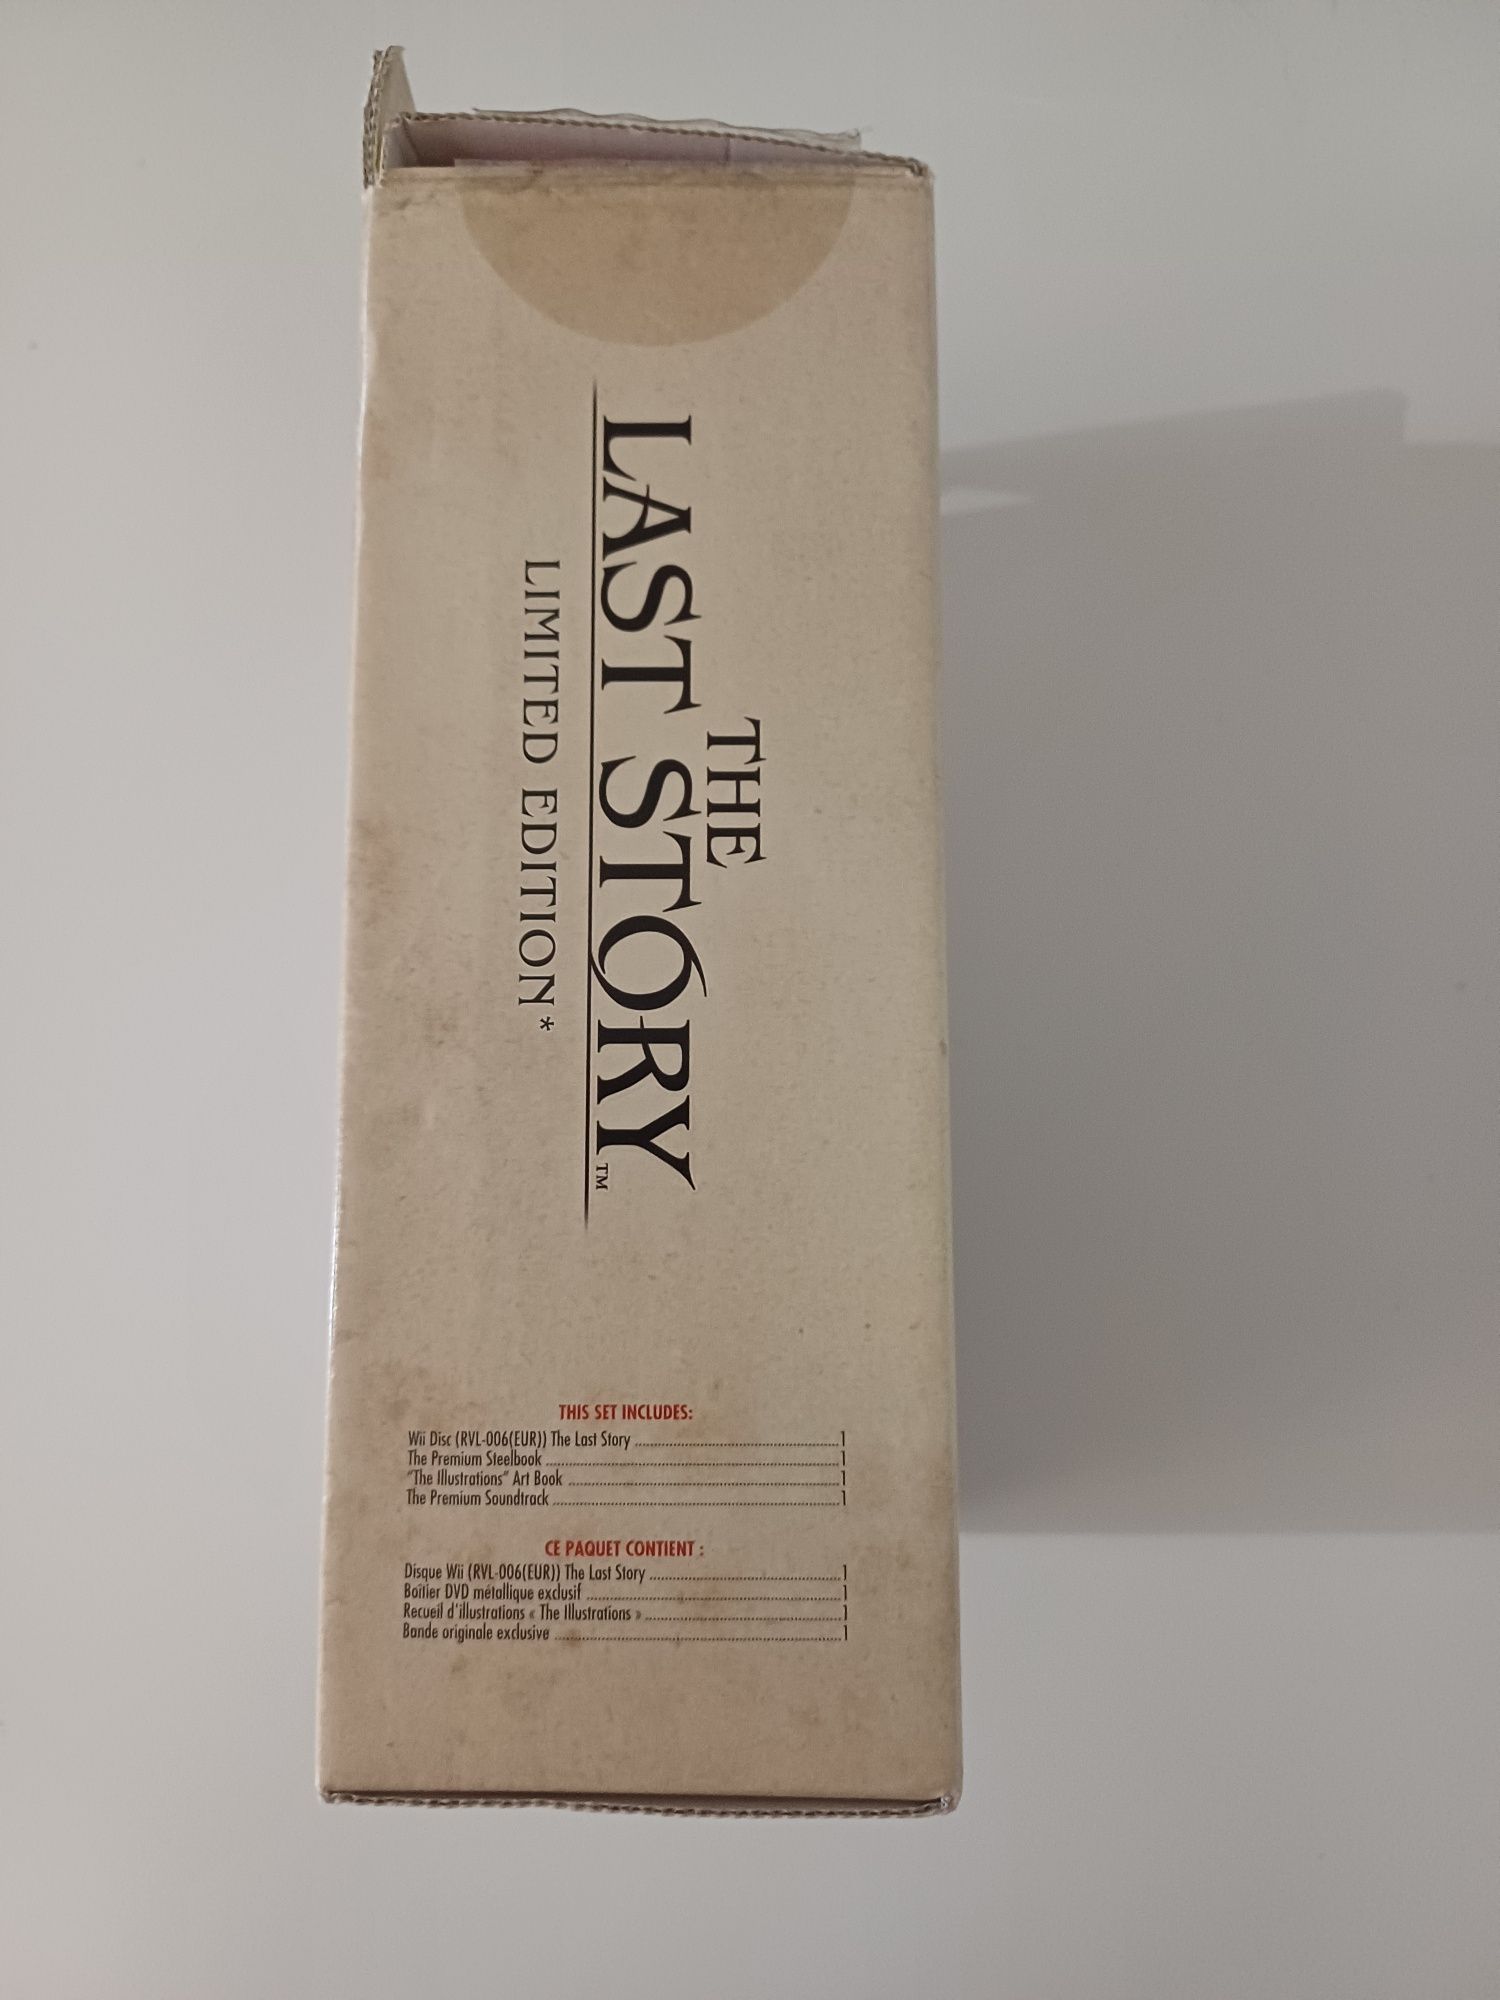 THE
LAST STORY™
LIMITED EDITION*
THIS SET INCLUDES:
Wii Disc (RVL-006(EUR)) The Last Story ........ 1
The Premium Steelbook ........ 1
"The Illustrations" Art Book ........ 1
The Premium Soundtrack ........ 1
CE PAQUET CONTIENT :
Disque Wii (RVL-006(EUR)) The Last Story ........ 1
Boîtier DVD métallique exclusif ........ 1
Recueil d'illustrations « The Illustrations » ........ 1
Bande originale exclusive ........ 1